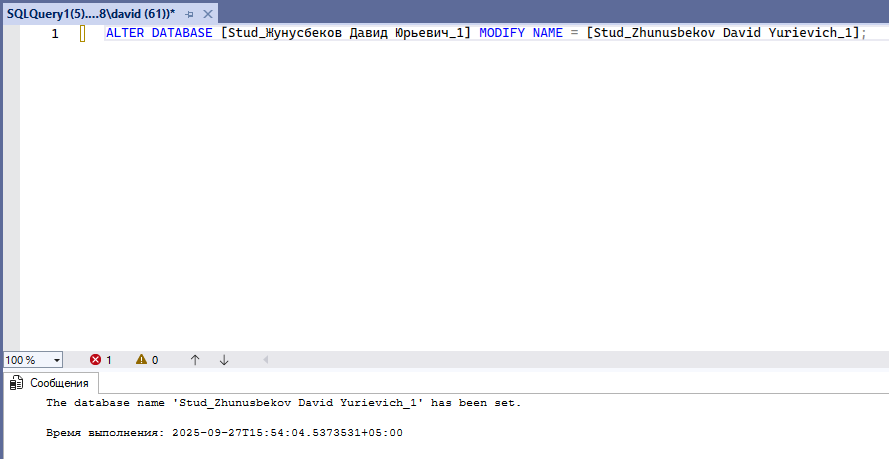 SQLQuery1(5)....8\david (61))*
1 ALTER DATABASE [Stud_Жунусбеков Давид Юрьевич_1] MODIFY NAME = [Stud_Zhunusbekov David Yurievich_1];
100 % 1 0
Сообщения
The database name 'Stud_Zhunusbekov David Yurievich_1' has been set.
Время выполнения: 2025-09-27T15:54:04.5373531+05:00